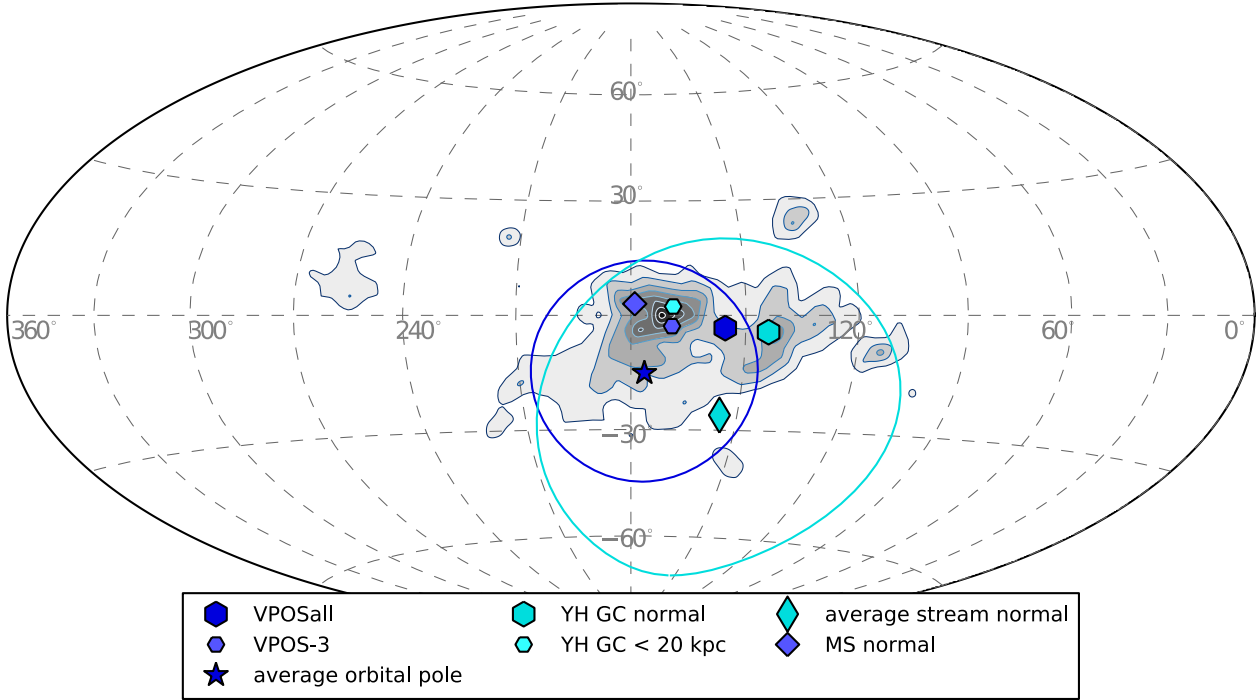 60°
30°
360° 300° 240° 120° 60° 0°
−30°
−60°
VPOSall YH GC normal average stream normal
VPOS-3 YH GC < 20 kpc MS normal
average orbital pole